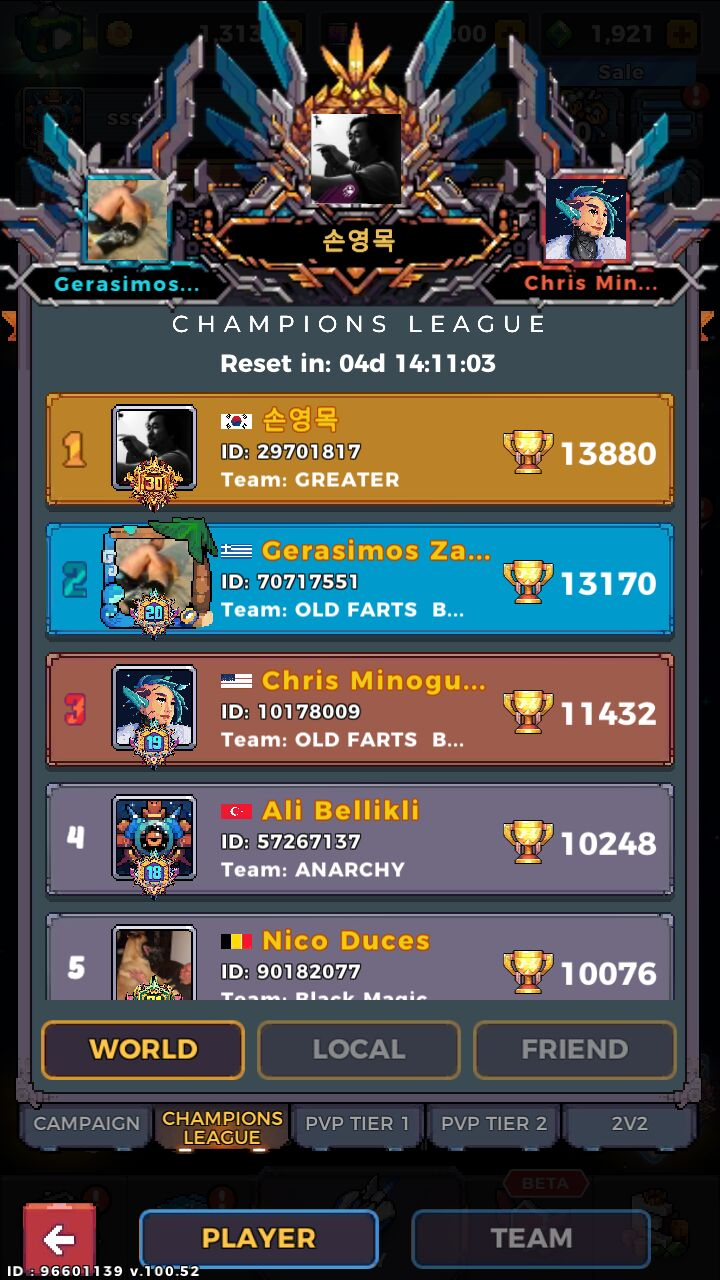 1,921
Sale
손영목
Gerasimos...
Chris Min...
CHAMPIONS LEAGUE
Reset in: 04d 14:11:03
1
30
손영목
ID: 29701817
Team: GREATER
13880
2
20
Gerasimos Za...
ID: 70717551
Team: OLD FARTS B...
13170
3
19
Chris Minogu...
ID: 10178009
Team: OLD FARTS B...
11432
4
18
Ali Bellikli
ID: 57267137
Team: ANARCHY
10248
5
Nico Duces
ID: 90182077
Team: Black Magic
10076
WORLD
LOCAL
FRIEND
CAMPAIGN
CHAMPIONS
LEAGUE
PVP TIER 1
PVP TIER 2
2V2
BETA
PLAYER
TEAM
ID : 96601139 v.100.52